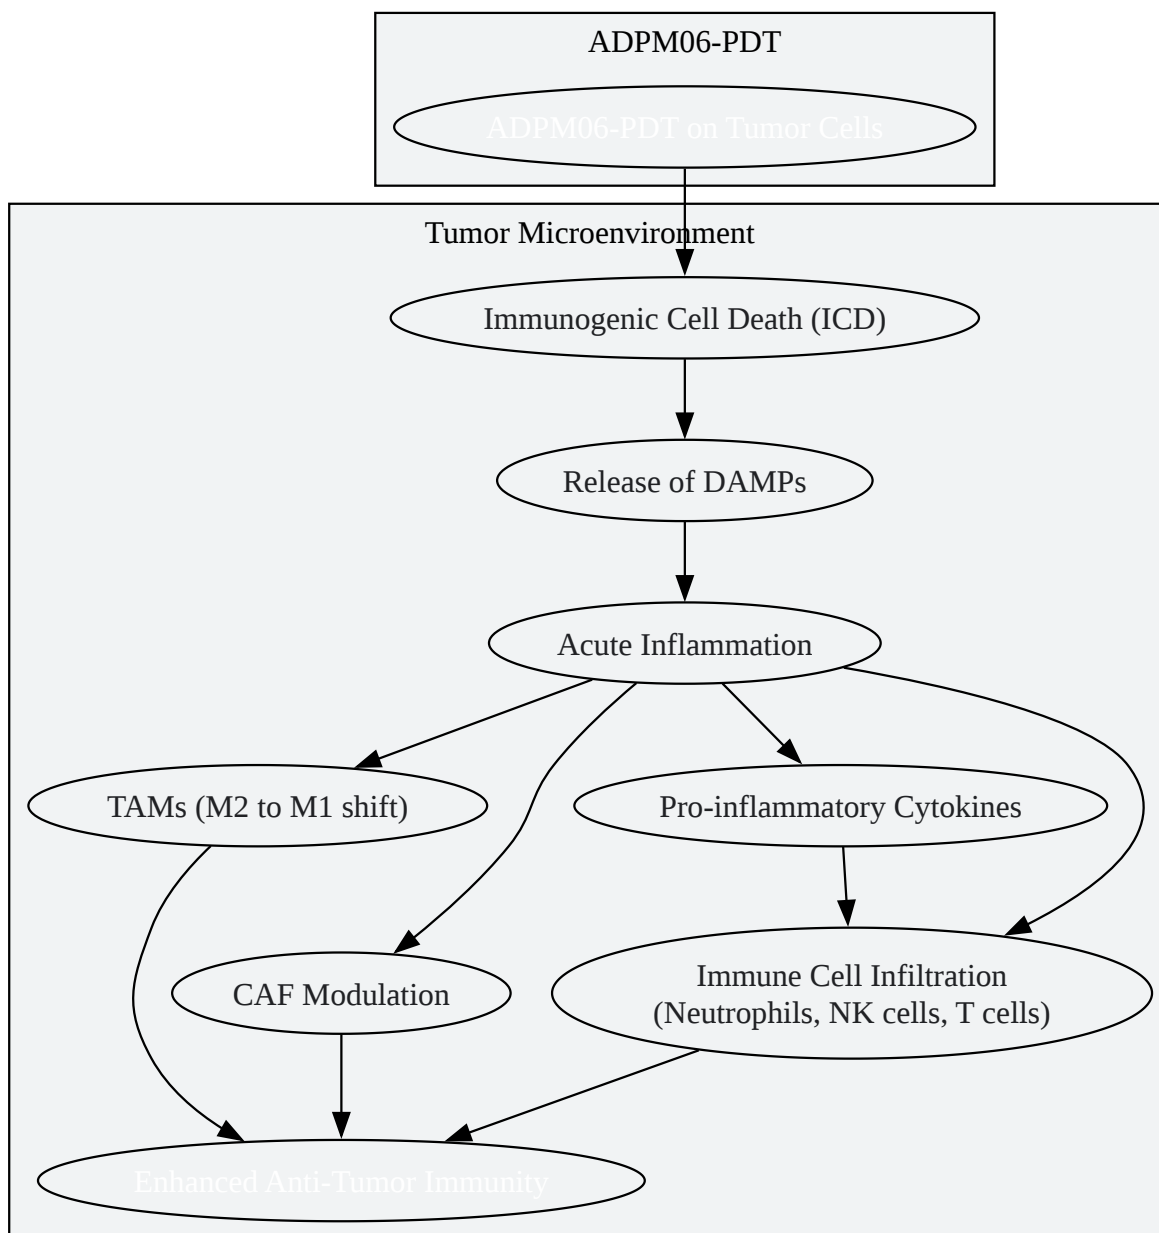 ADPM06-PDT
ADPM06-PDT on Tumor Cells
Tumor Microenvironment
Immunogenic Cell Death (ICD)
Release of DAMPs
Acute Inflammation
TAMs (M2 to M1 shift)
Pro-inflammatory Cytokines
CAF Modulation
Immune Cell Infiltration
(Neutrophils, NK cells, T cells)
Enhanced Anti-Tumor Immunity